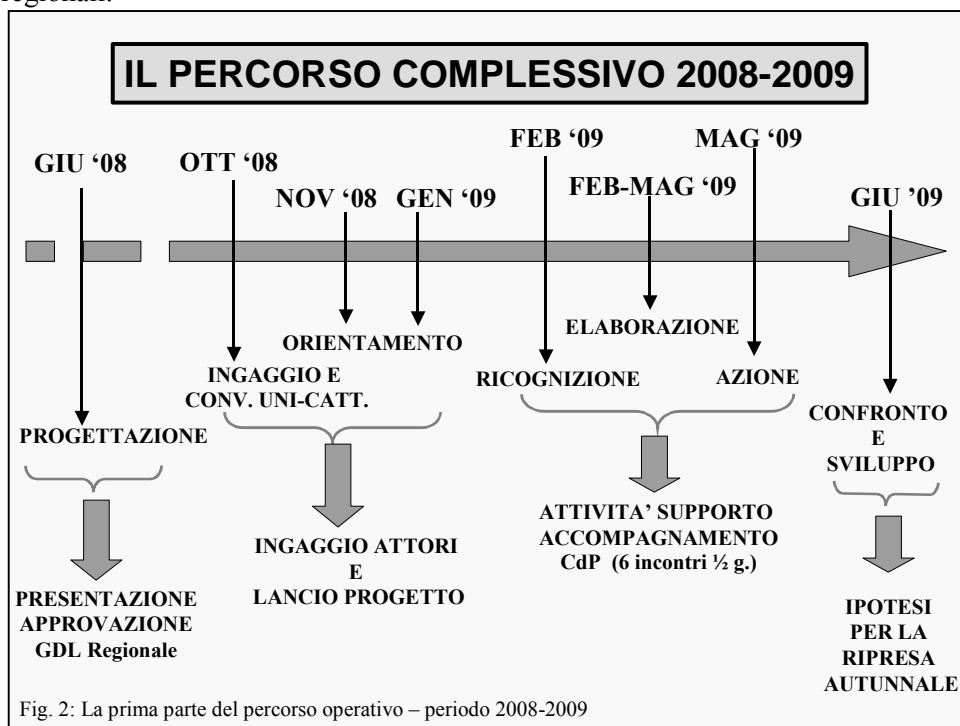 regionali.
IL PERCORSO COMPLESSIVO 2008-2009
GIU ‘08
OTT ‘08
NOV ‘08
GEN ‘09
FEB ‘09
FEB-MAG ‘09
MAG ‘09
GIU ’09
PROGETTAZIONE
INGAGGIO E
CONV. UNI-CATT.
ORIENTAMENTO
RICOGNIZIONE
ELABORAZIONE
AZIONE
CONFRONTO
E
SVILUPPO
PRESENTAZIONE
APPROVAZIONE
GDL Regionale
INGAGGIO ATTORI
E
LANCIO PROGETTO
ATTIVITA’ SUPPORTO
ACCOMPAGNAMENTO
CdP (6 incontri ½ g.)
IPOTESI
PER LA
RIPRESA
AUTUNNALE
Fig. 2: La prima parte del percorso operativo – periodo 2008-2009